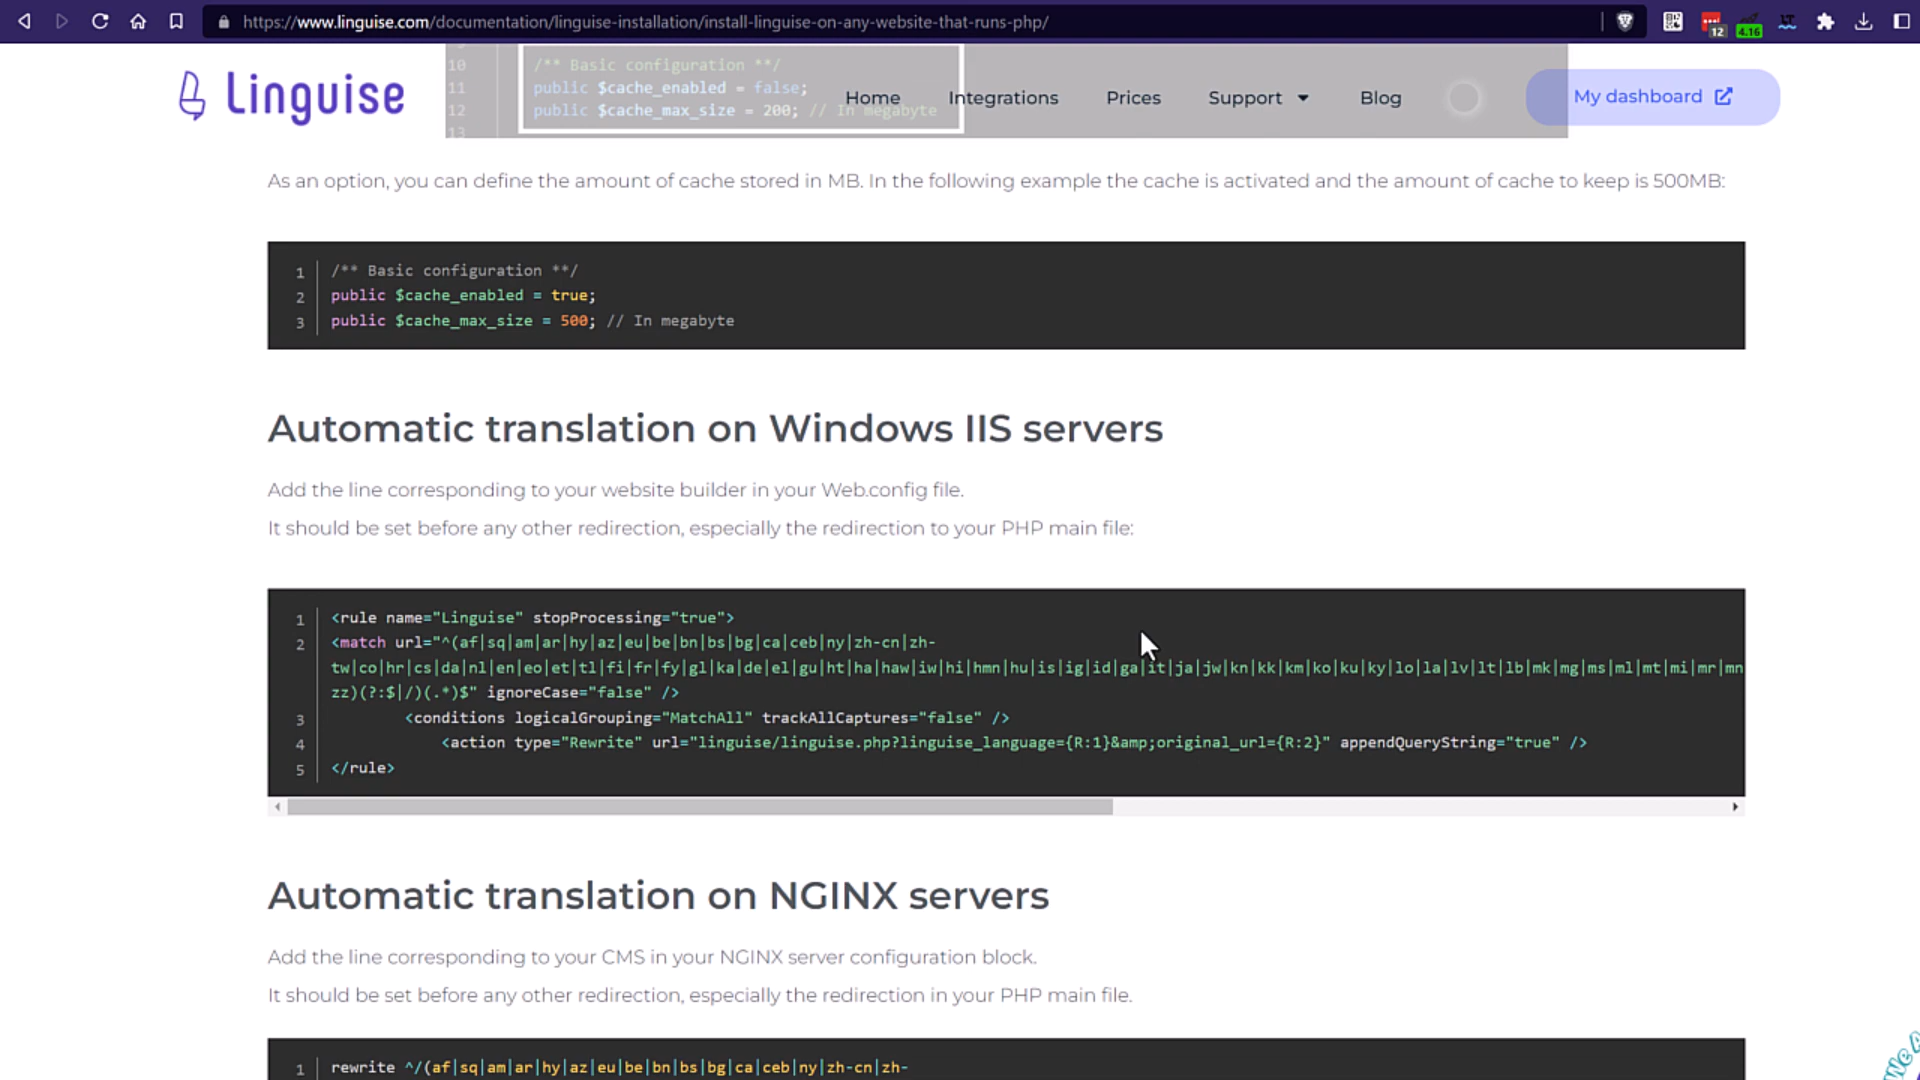 https://www.linguise.com/documentation/linguise-installation/install-linguise-on-any-website-that-runs-php/
12
4.16
Linguise
10 /** Basic configuration **/
11 public $cache_enabled = false;
12 public $cache_max_size = 200; // In megabyte
13
Home
Integrations
Prices
Support
Blog
My dashboard
As an option, you can define the amount of cache stored in MB. In the following example the cache is activated and the amount of cache to keep is 500MB:
1 /** Basic configuration **/
2 public $cache_enabled = true;
3 public $cache_max_size = 500; // In megabyte
Automatic translation on Windows IIS servers
Add the line corresponding to your website builder in your Web.config file.
It should be set before any other redirection, especially the redirection to your PHP main file:
1 <rule name="Linguise" stopProcessing="true">
2 <match url="^(af|sq|am|ar|hy|az|eu|be|bn|bs|bg|ca|ceb|ny|zh-cn|zh-
tw|co|hr|cs|da|nl|en|eo|et|tl|fi|fr|fy|gl|ka|de|el|gu|ht|ha|haw|iw|hi|hmn|hu|is|ig|id|ga|it|ja|jw|kn|kk|km|ko|ku|ky|lo|la|lv|lt|lb|mk|mg|ms|ml|mt|mi|mr|mn
zz)(?:$|/)(.*)$" ignoreCase="false" />
3 <conditions logicalGrouping="MatchAll" trackAllCaptures="false" />
4 <action type="Rewrite" url="linguise/linguise.php?linguise_language={R:1}&amp;original_url={R:2}" appendQueryString="true" />
5 </rule>
Automatic translation on NGINX servers
Add the line corresponding to your CMS in your NGINX server configuration block.
It should be set before any other redirection, especially the redirection in your PHP main file.
1 rewrite ^/(af|sq|am|ar|hy|az|eu|be|bn|bs|bg|ca|ceb|ny|zh-cn|zh-
We A